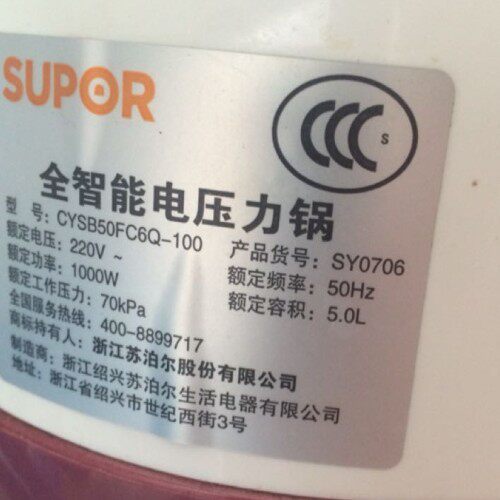 SUPOR
CCC S
全智能电压力锅
型号: CYSB50FC6Q-100 产品货号: SY0706
额定电压: 220V ~ 额定频率: 50Hz
额定功率: 1000W 额定容积: 5.0L
额定工作压力: 70kPa
全国服务热线: 400-8899717
商标持有人: 浙江苏泊尔股份有限公司
制造商: 浙江绍兴苏泊尔生活电器有限公司
地址: 浙江省绍兴市世纪西街3号